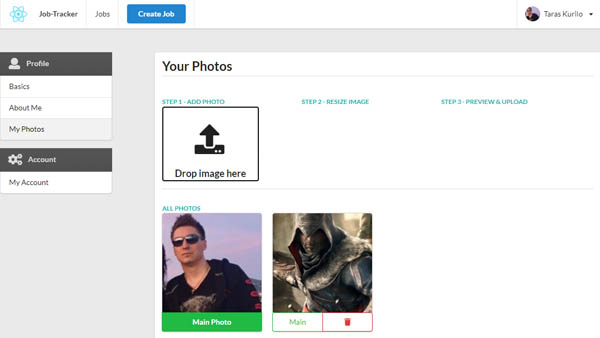 Job-Tracker Jobs Create Job Taras Kurilo
Profile
Basics
About Me
My Photos
Account
My Account
Your Photos
STEP 1 - ADD PHOTO STEP 2 - RESIZE IMAGE STEP 3 - PREVIEW & UPLOAD
Drop image here
ALL PHOTOS
Main Photo Main